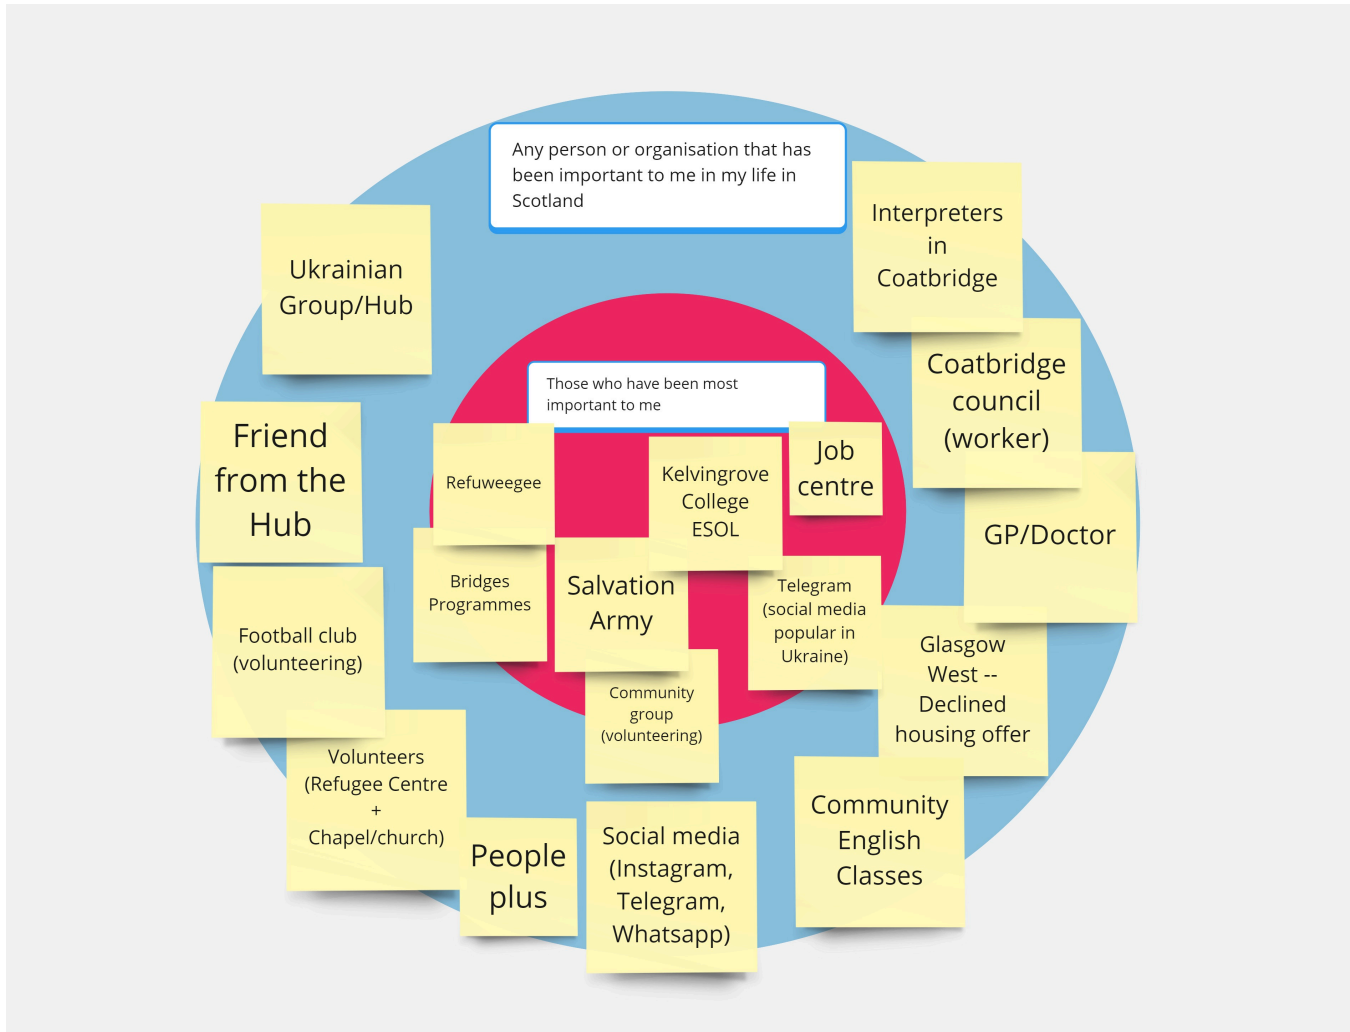 Any person or organisation that has
been important to me in my life in
Scotland
Interpreters
in
Coatbridge
Ukrainian
Group/Hub
Coatbridge
council
(worker)
Those who have been most
important to me
Friend
from the
Hub
Refuweegee
Kelvingrove
College
ESOL
Job
centre
GP/Doctor
Bridges
Programmes
Salvation
Army
Telegram
(social media
popular in
Ukraine)
Football club
(volunteering)
Glasgow
West --
Declined
housing offer
Community
group
(volunteering)
Volunteers
(Refugee Centre
+
Chapel/church)
People
plus
Social media
(Instagram,
Telegram,
Whatsapp)
Community
English
Classes